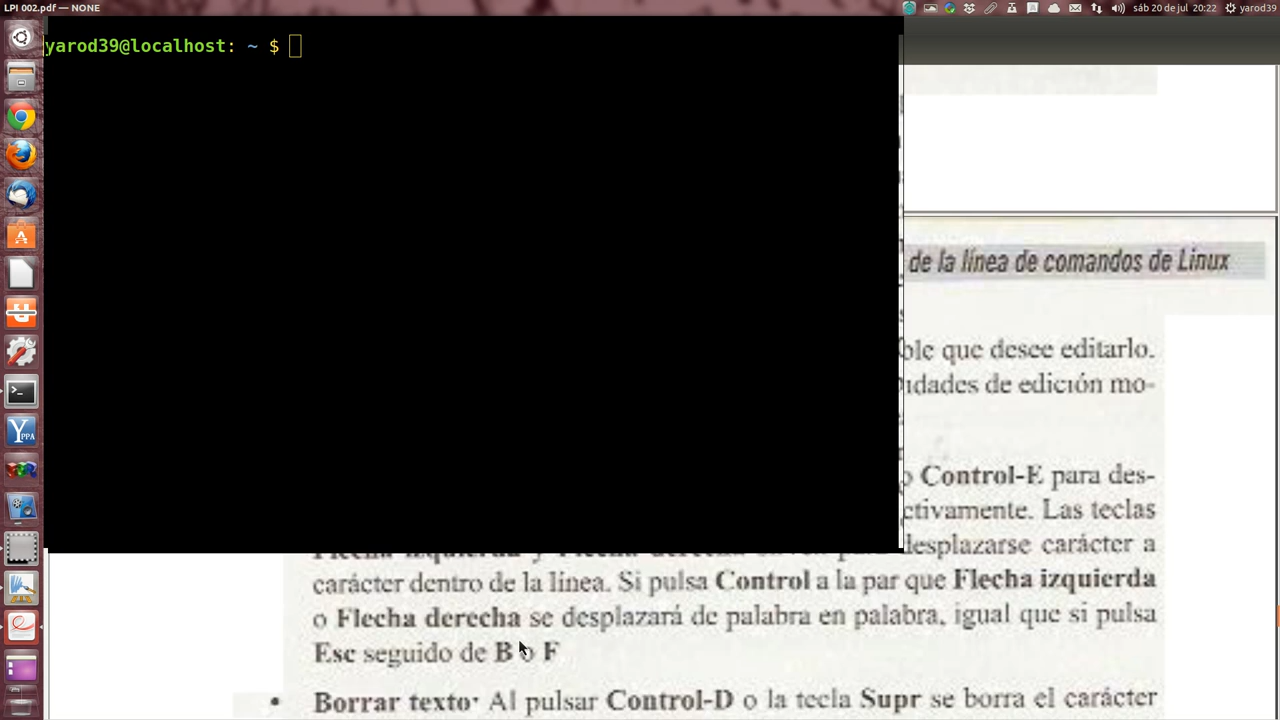 LPI 002.pdf — NONE
sáb 20 de jul 20:22 yarod39
yarod39@localhost: ~ $
de la línea de comandos de Linux
que desee editarlo.
de edición mo-
Control-E para des-
Las teclas
desplazarse carácter a
carácter dentro de la línea. Si pulsa Control a la par que Flecha izquierda
o Flecha derecha se desplazará de palabra en palabra, igual que si pulsa
Esc seguido de B o F
• Borrar texto· Al pulsar Control-D o la tecla Supr se borra el carácter
YPPA